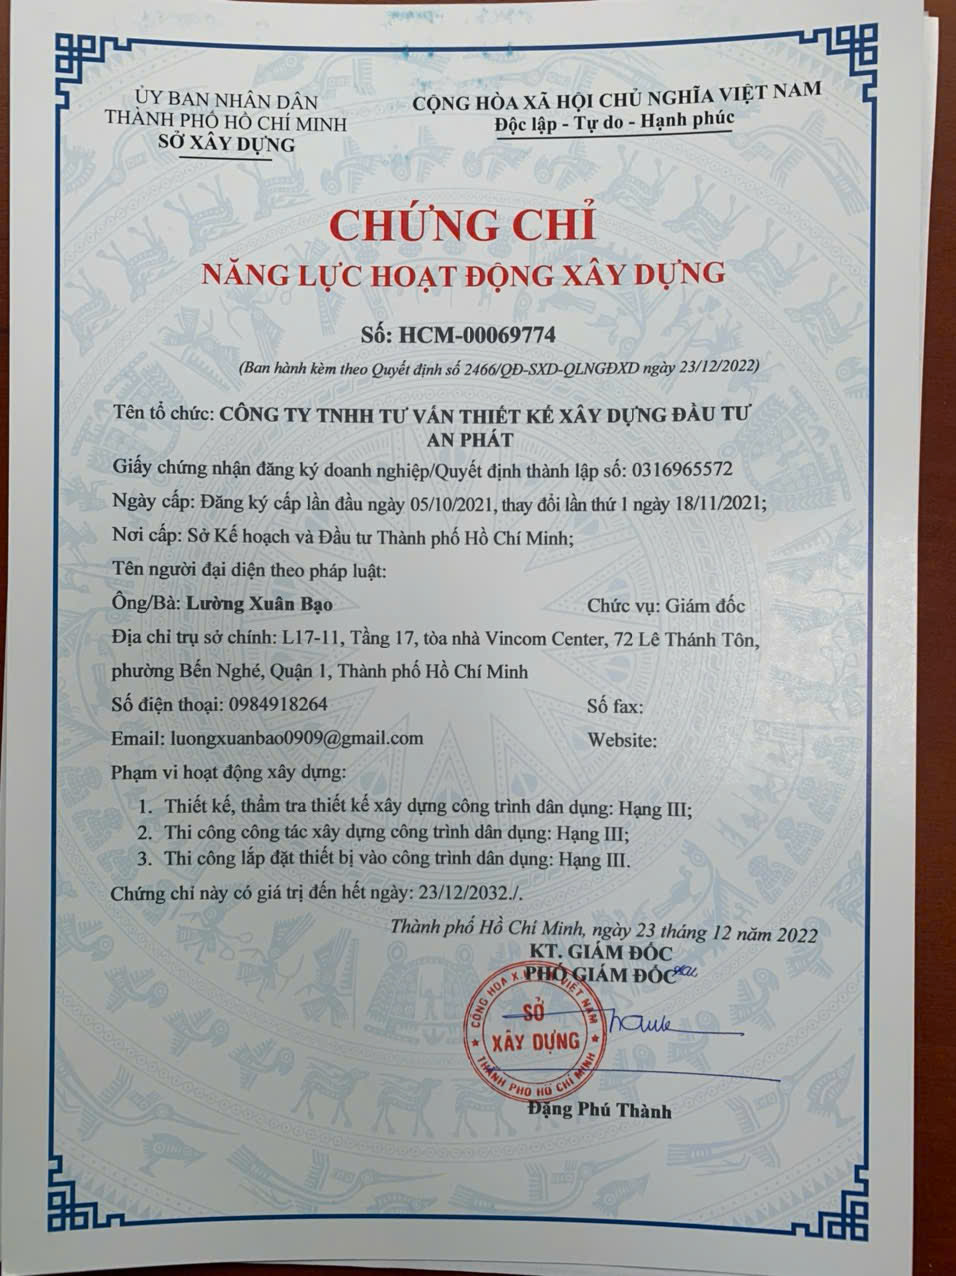 ỦY BAN NHÂN DÂN
THÀNH PHỐ HỒ CHÍ MINH
SỞ XÂY DỰNG
CỘNG HÒA XÃ HỘI CHỦ NGHĨA VIỆT NAM
Độc lập - Tự do - Hạnh phúc
CHỨNG CHỈ
NĂNG LỰC HOẠT ĐỘNG XÂY DỰNG
Số: HCM-00069774
(Ban hành kèm theo Quyết định số 2466/QĐ-SXD-QLNGĐXD ngày 23/12/2022)
Tên tổ chức: CÔNG TY TNHH TƯ VẤN THIẾT KẾ XÂY DỰNG ĐẦU TƯ
AN PHÁT
Giấy chứng nhận đăng ký doanh nghiệp/Quyết định thành lập số: 0316965572
Ngày cấp: Đăng ký cấp lần đầu ngày 05/10/2021, thay đổi lần thứ 1 ngày 18/11/2021;
Nơi cấp: Sở Kế hoạch và Đầu tư Thành phố Hồ Chí Minh;
Tên người đại diện theo pháp luật:
Ông/Bà: Lường Xuân Bạo Chức vụ: Giám đốc
Địa chỉ trụ sở chính: L17-11, Tầng 17, tòa nhà Vincom Center, 72 Lê Thánh Tôn,
phường Bến Nghé, Quận 1, Thành phố Hồ Chí Minh
Số điện thoại: 0984918264 Số fax:
Email: luongxuanbao0909@gmail.com Website:
Phạm vi hoạt động xây dựng:
1. Thiết kế, thẩm tra thiết kế xây dựng công trình dân dụng: Hạng III;
2. Thi công công tác xây dựng công trình dân dụng: Hạng III;
3. Thi công lắp đặt thiết bị vào công trình dân dụng: Hạng III.
Chứng chỉ này có giá trị đến hết ngày: 23/12/2032./.
Thành phố Hồ Chí Minh, ngày 23 tháng 12 năm 2022
KT. GIÁM ĐỐC
PHÓ GIÁM ĐỐC
SỞ
XÂY DỰNG
THÀNH PHỐ HỒ CHÍ MINH
Đặng Phú Thành